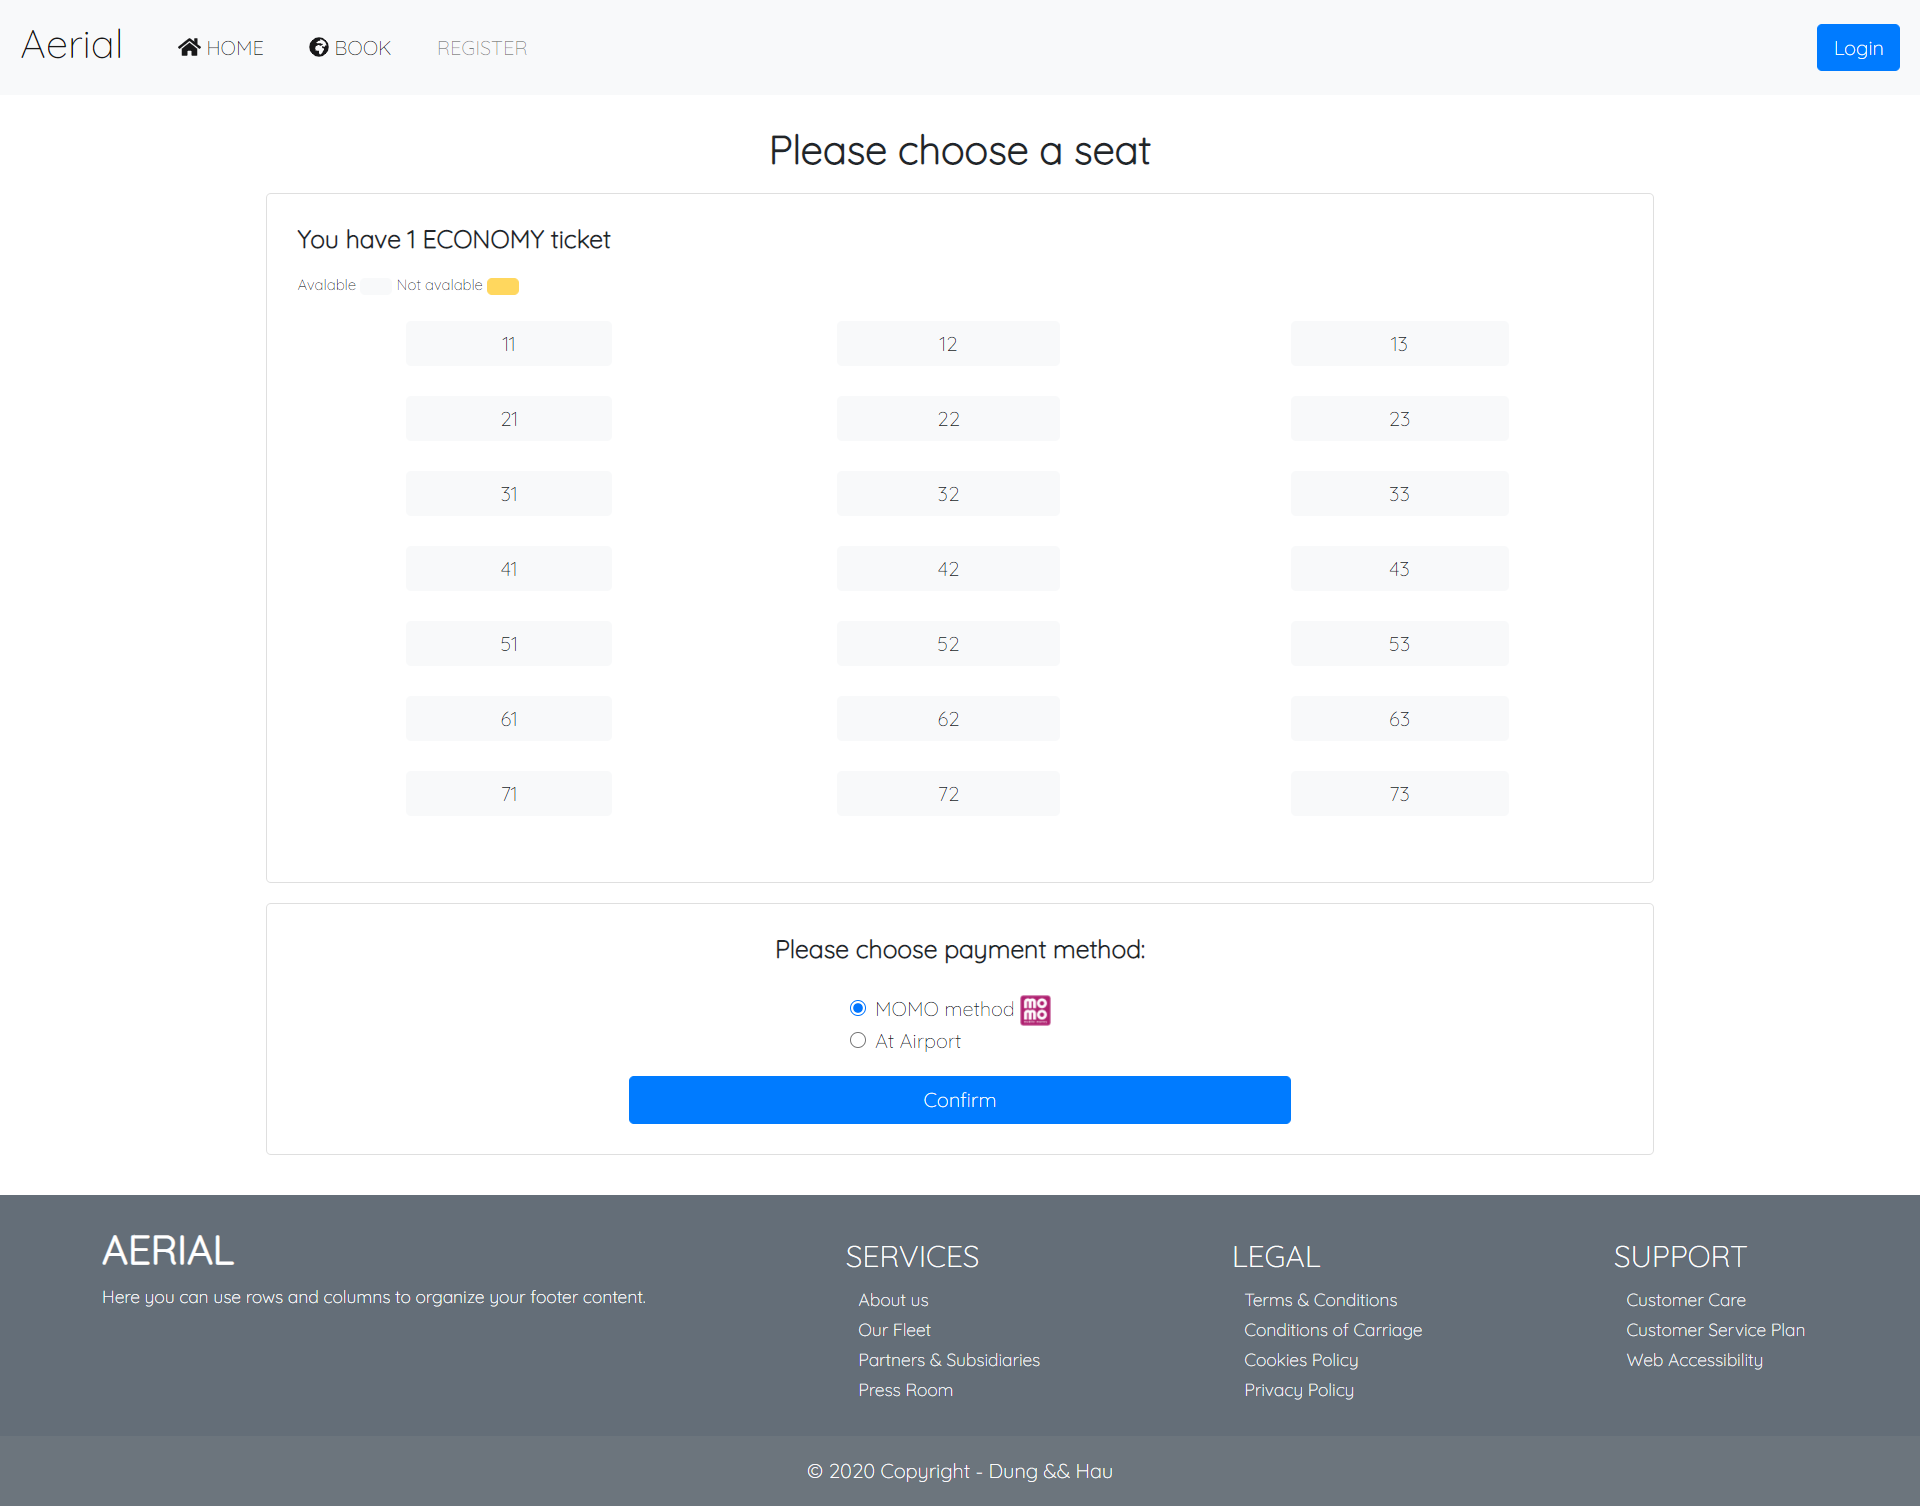 Aerial HOME BOOK REGISTER Login
Please choose a seat
You have 1 ECONOMY ticket
Avalable Not avalable
11 12 13
21 22 23
31 32 33
41 42 43
51 52 53
61 62 63
71 72 73
Please choose payment method:
MOMO method mo mo
At Airport
Confirm
AERIAL
Here you can use rows and columns to organize your footer content.
SERVICES
About us
Our Fleet
Partners & Subsidiaries
Press Room
LEGAL
Terms & Conditions
Conditions of Carriage
Cookies Policy
Privacy Policy
SUPPORT
Customer Care
Customer Service Plan
Web Accessibility
© 2020 Copyright - Dung && Hau